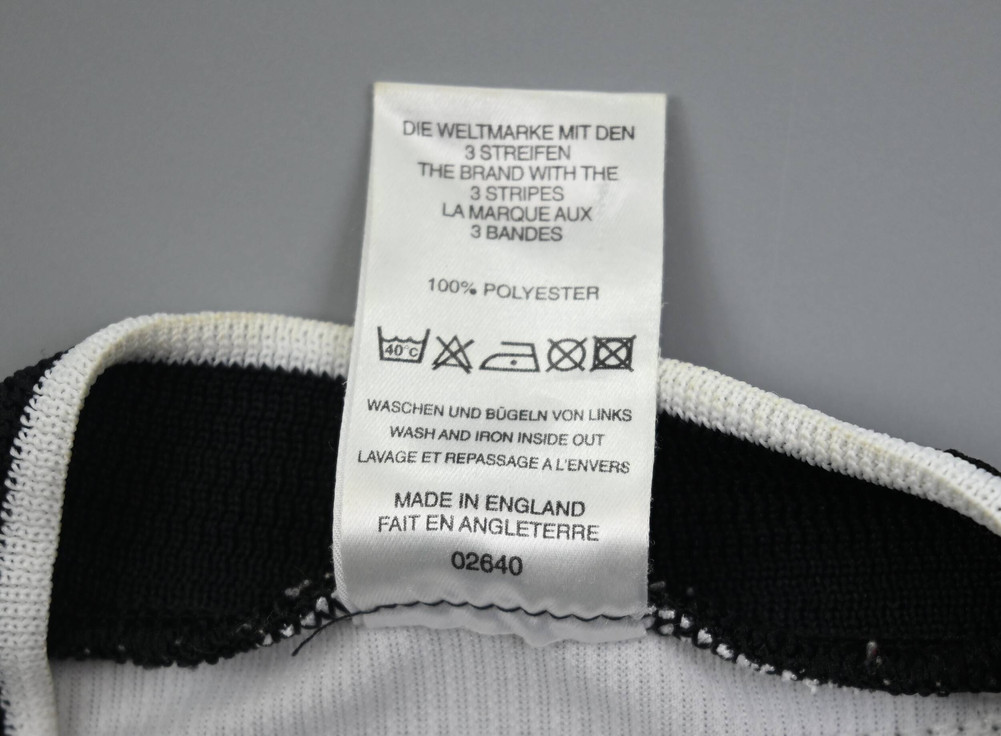 DIE WELTMARKE MIT DEN
3 STREIFEN
THE BRAND WITH THE
3 STRIPES
LA MARQUE AUX
3 BANDES
100% POLYESTER
40°C
WASCHEN UND BÜGELN VON LINKS
WASH AND IRON INSIDE OUT
LAVAGE ET REPASSAGE A L'ENVERS
MADE IN ENGLAND
FAIT EN ANGLETERRE
02640